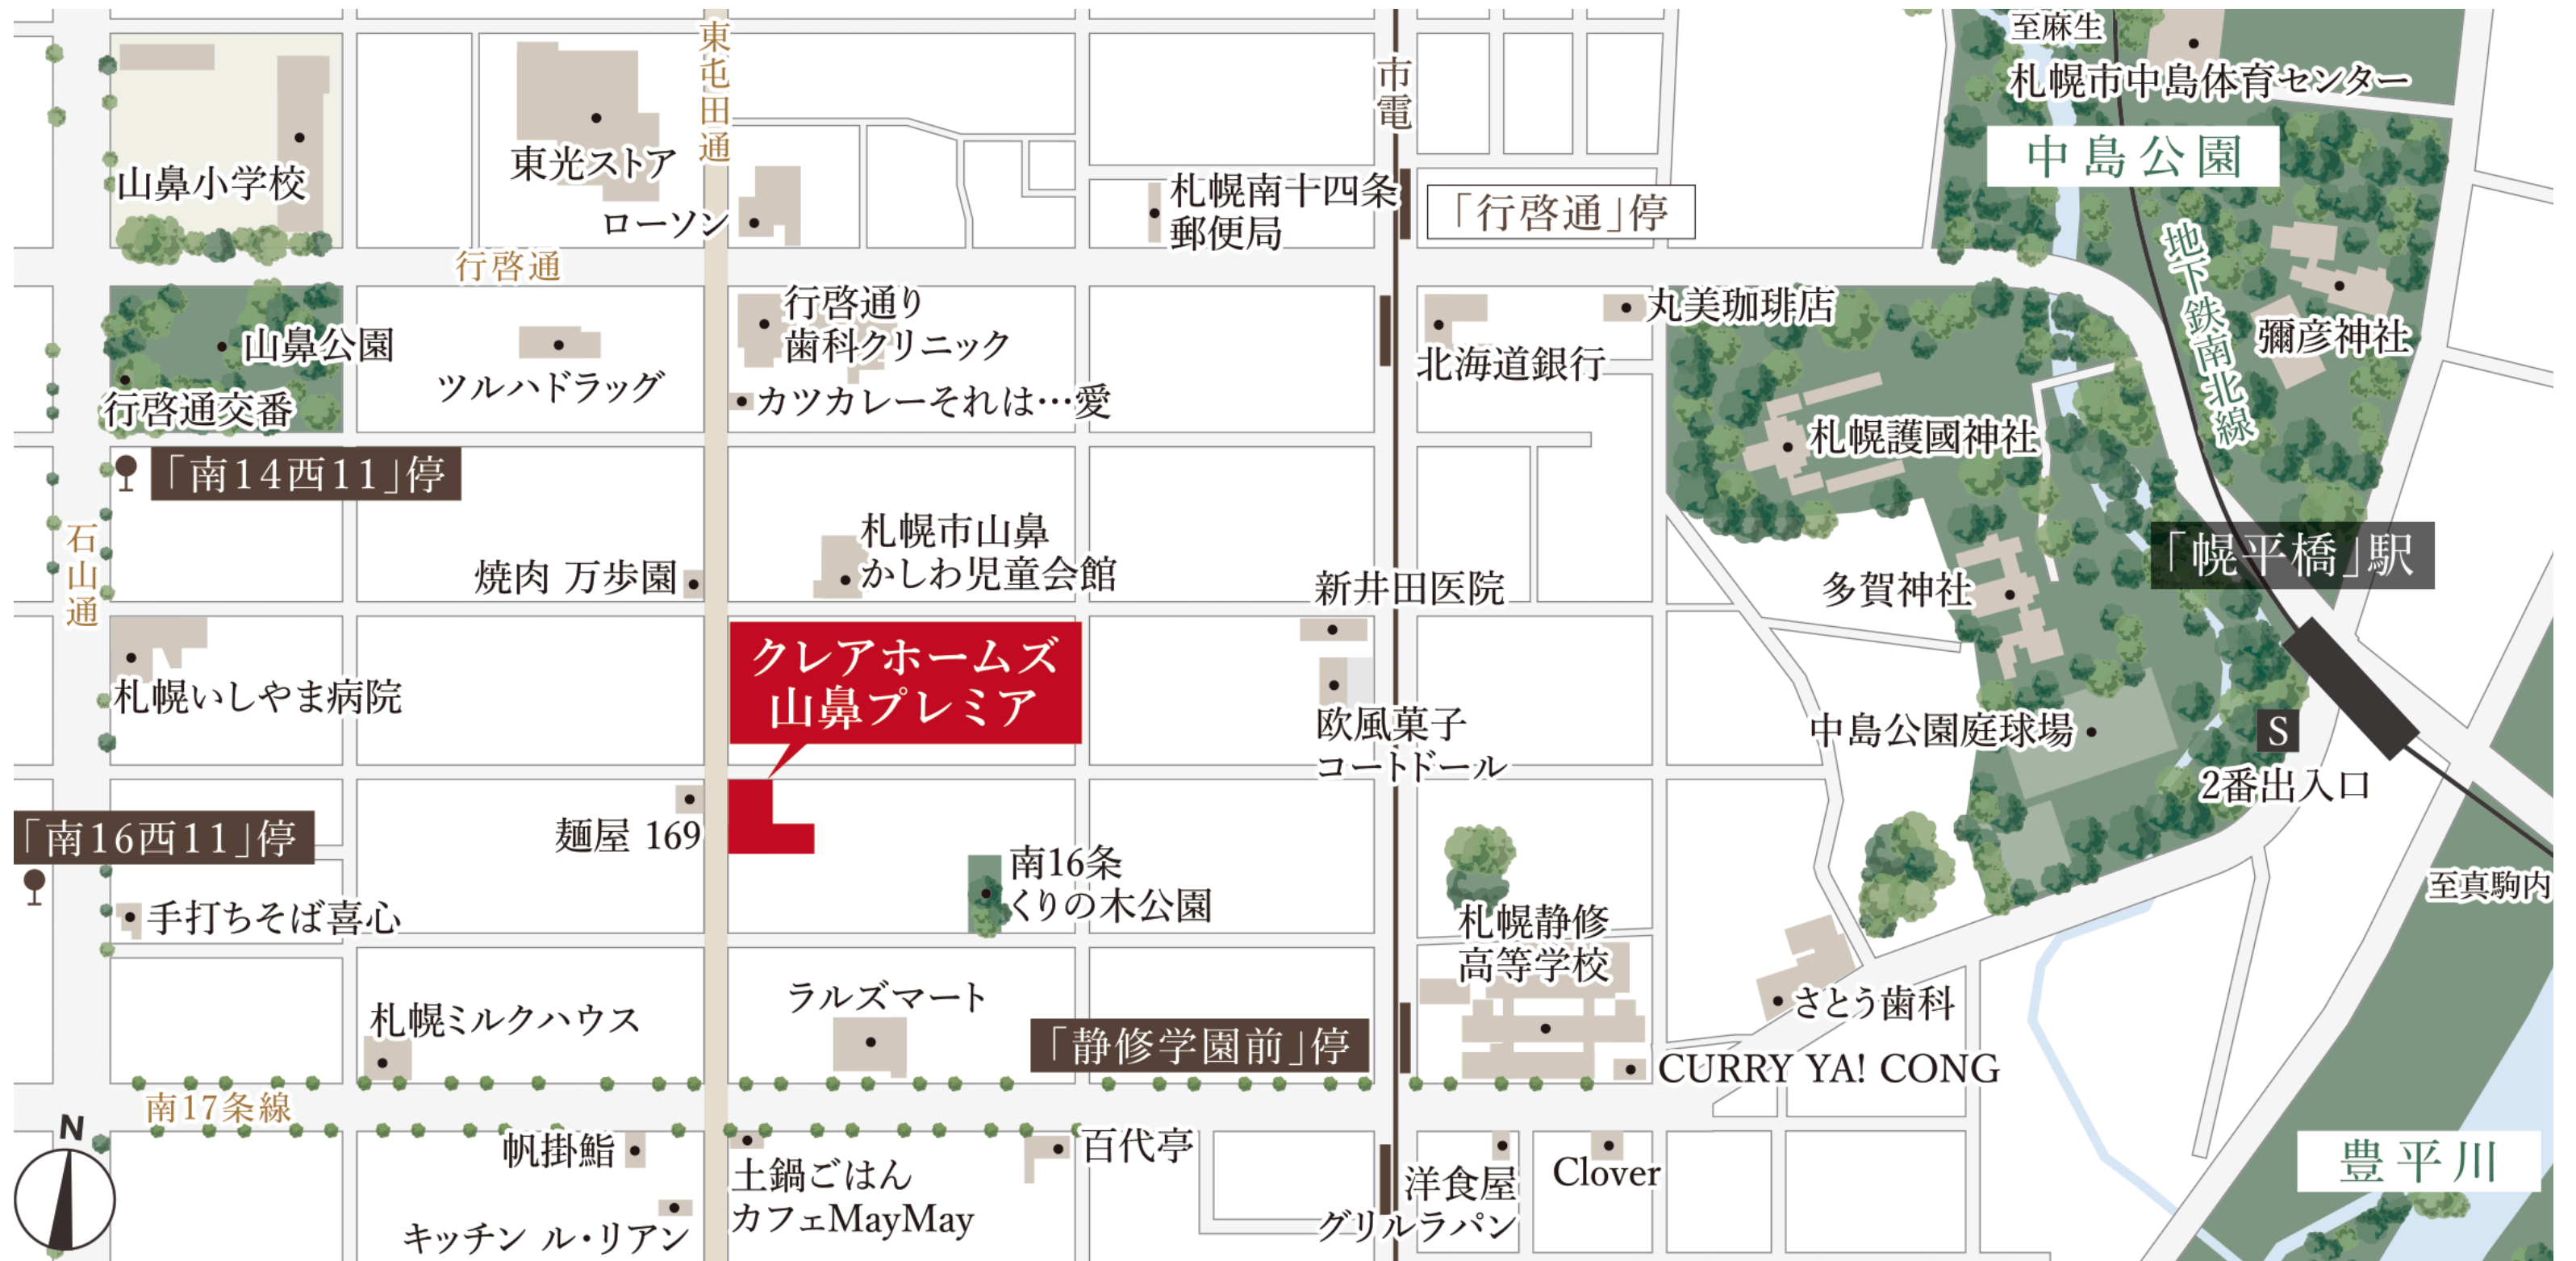 至麻生
札幌市中島体育センター
中島公園
東屯田通
市電
山鼻小学校
東光ストア
ローソン
札幌南十四条
郵便局
「行啓通」停
行啓通
地下鉄南北線
彌彦神社
山鼻公園
行啓通交番
ツルハドラッグ
行啓通り
歯科クリニック
カツカレーそれは…愛
北海道銀行
丸美珈琲店
札幌護國神社
「南14西11」停
石山通
焼肉 万歩園
札幌市山鼻
かしわ児童会館
新井田医院
多賀神社
「幌平橋」駅
クレアホームズ
山鼻プレミア
札幌いしやま病院
欧風菓子
コートドール
中島公園庭球場
S
2番出入口
「南16西11」停
麺屋 169
手打ちそば喜心
南16条
くりの木公園
札幌静修
高等学校
至真駒内
札幌ミルクハウス
ラルズマート
「静修学園前」停
さとう歯科
CURRY YA! CONG
南17条線
N
帆掛鮨
キッチン ル・リアン
土鍋ごはん
カフェMayMay
百代亭
洋食屋
グリルラパン
Clover
豊平川